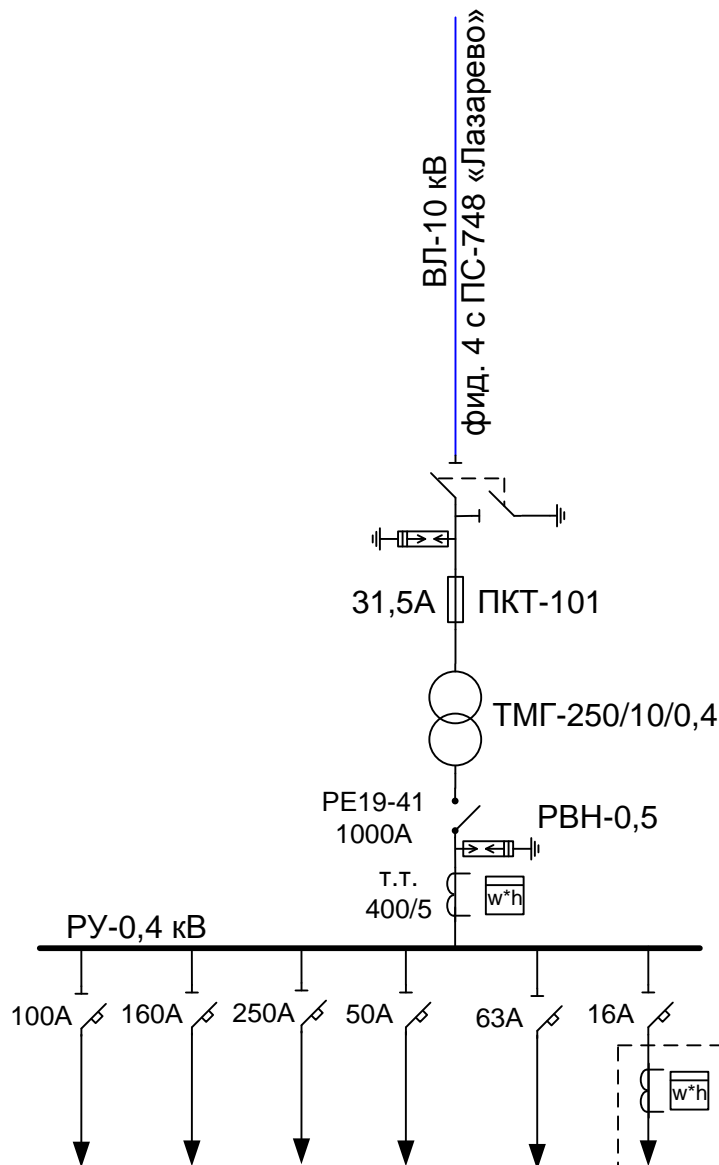 ВЛ-10 кВ
фид. 4 с ПС-748 «Лазарево»
31,5А
ПКТ-101
ТМГ-250/10/0,4
РЕ19-41
1000А
РВН-0,5
т.т.
400/5
w*h
РУ-0,4 кВ
100А
160А
250А
50А
63А
16А
w*h